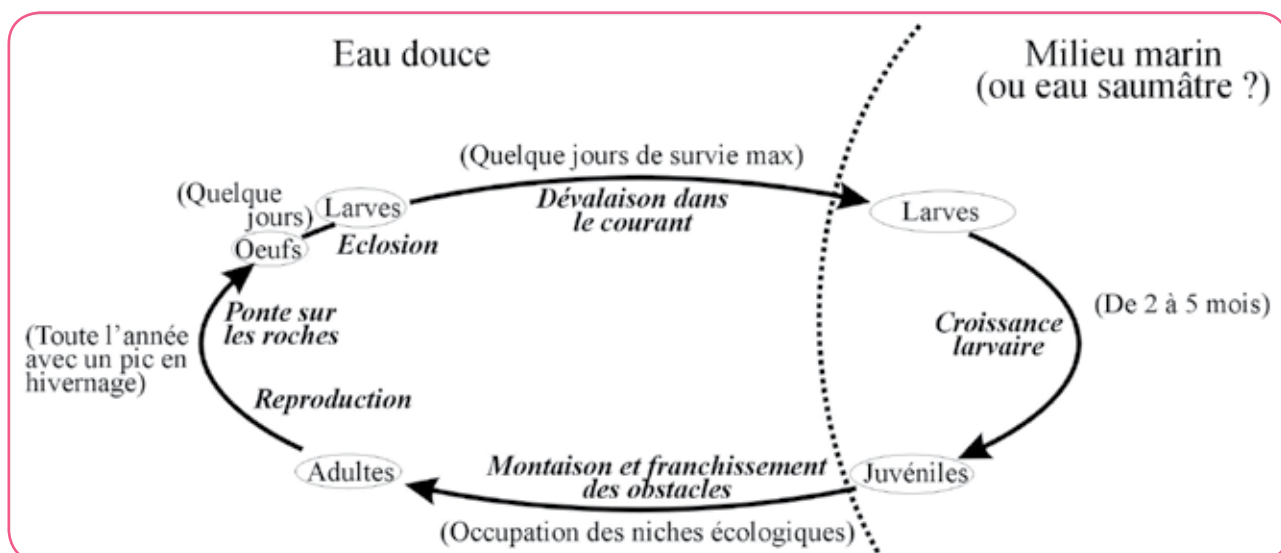 Eau douce
Milieu marin
(ou eau saumâtre ?)
(Quelque jours de survie max)
Dévalaison dans
le courant
(Quelque
jours)
Larves
Oeufs
Eclosion
Larves
Ponte sur
les roches
(Toute l'année
avec un pic en
hivernage)
Reproduction
(De 2 à 5 mois)
Croissance
larvaire
Adultes
Montaison et franchissement
des obstacles
Juvéniles
(Occupation des niches écologiques)